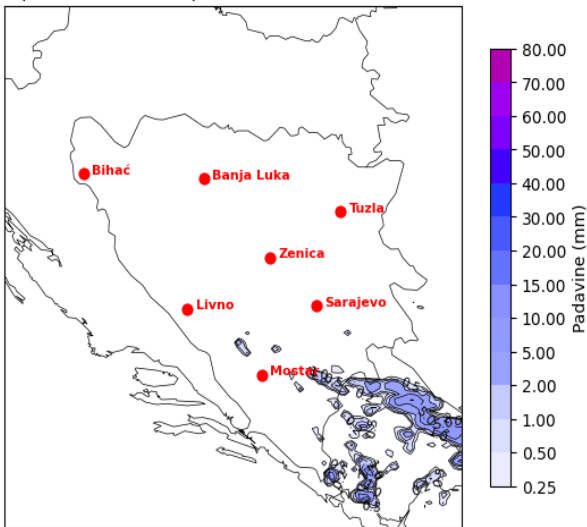 Bihać
Banja Luka
Tuzla
Zenica
Livno
Sarajevo
Mostar
80.00
70.00
60.00
50.00
40.00
30.00
20.00
15.00
10.00
5.00
2.00
1.00
0.50
0.25
Padavine (mm)